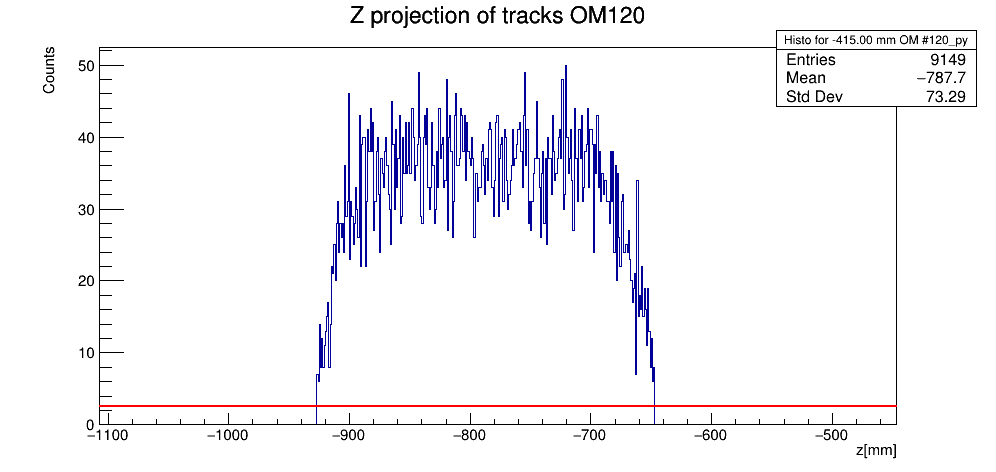 Z projection of tracks OM120
Histo for -415.00 mm OM #120_py
Entries 9149
Mean −787.7
Std Dev 73.29
Counts
50
40
30
20
10
0
−1100 −1000 −900 −800 −700 −600 −500
z[mm]